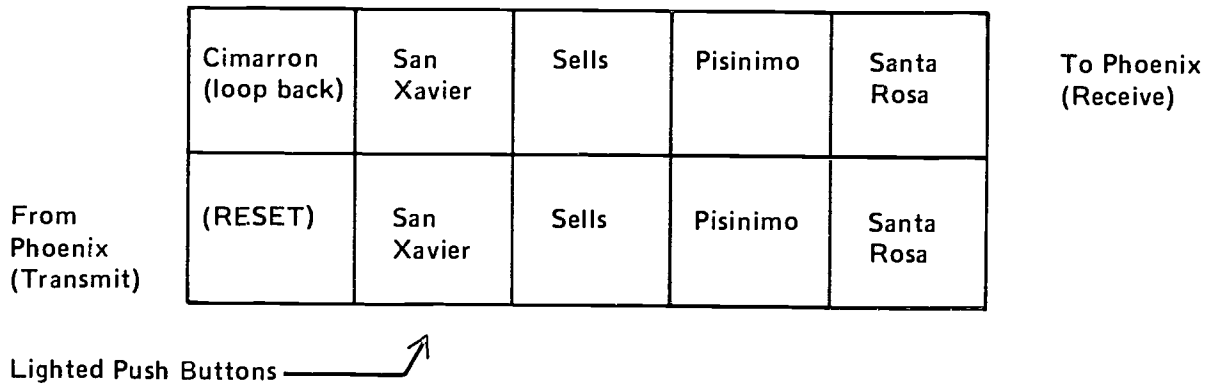 Cimarron
(loop back)
San
Xavier
Sells
Pisinimo
Santa
Rosa
To Phoenix
(Receive)
From
Phoenix
(Transmit)
(RESET)
San
Xavier
Sells
Pisinimo
Santa
Rosa
Lighted Push Buttons